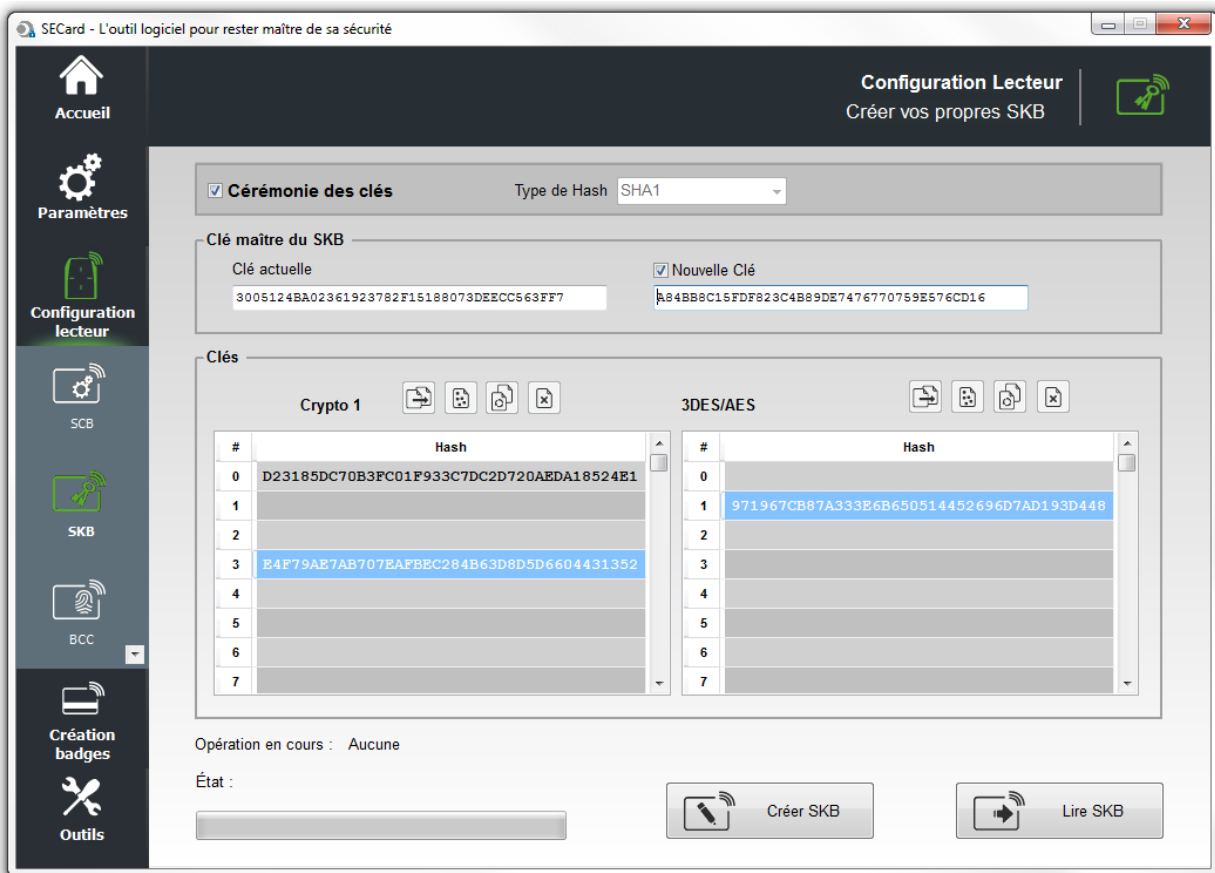 SECard - L'outil logiciel pour rester maître de sa sécurité
Accueil
Configuration Lecteur
Créer vos propres SKB
Paramètres
Configuration
lecteur
SCB
SKB
BCC
Création
badges
Outils
Cérémonie des clés
Type de Hash SHA1
Clé maître du SKB
Clé actuelle
Nouvelle Clé
3005124BA02361923782F15188073DEECC563FF7
A84BB8C15FDF823C4B89DE7476770759E576CD16
Clés
Crypto 1
3DES/AES
# Hash
0 D23185DC70B3FC01F933C7DC2D720AEDA18524E1
1
2
3 E4F79AE7AB707EAFBEC284B63D8D5D6604431352
4
5
6
7
# Hash
0
1 971967CB87A333E6B650514452696D7AD193D448
2
3
4
5
6
7
Opération en cours : Aucune
État :
Créer SKB
Lire SKB